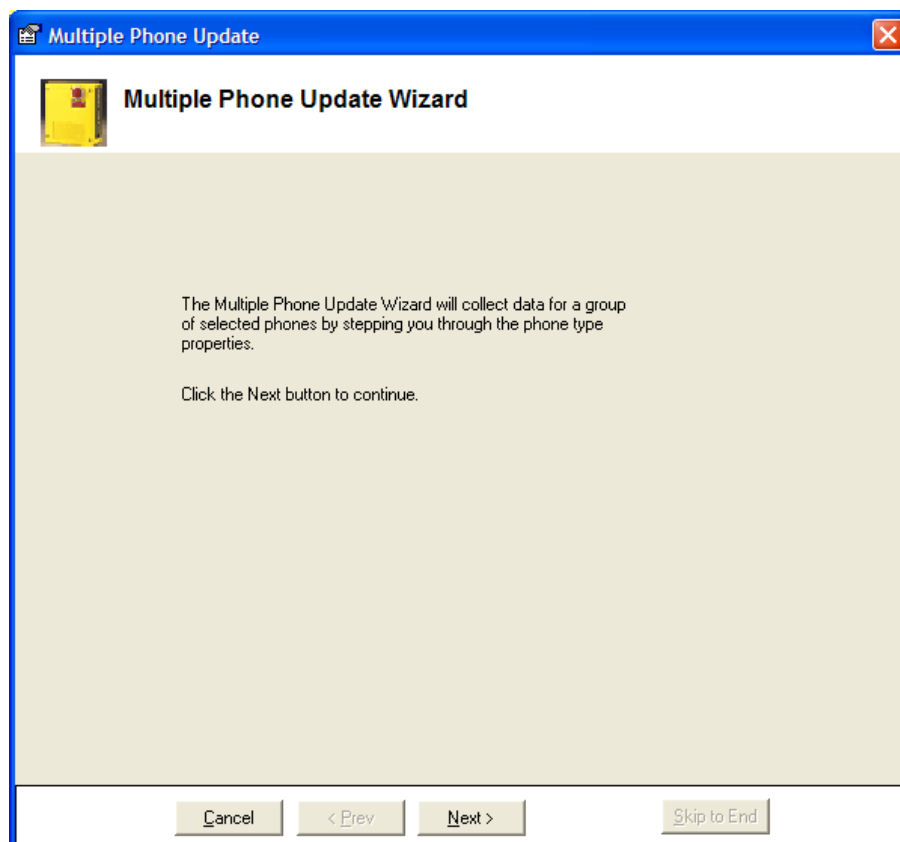 Multiple Phone Update
Multiple Phone Update Wizard
The Multiple Phone Update Wizard will collect data for a group
of selected phones by stepping you through the phone type
properties.
Click the Next button to continue.
Cancel
< Prev
Next >
Skip to End